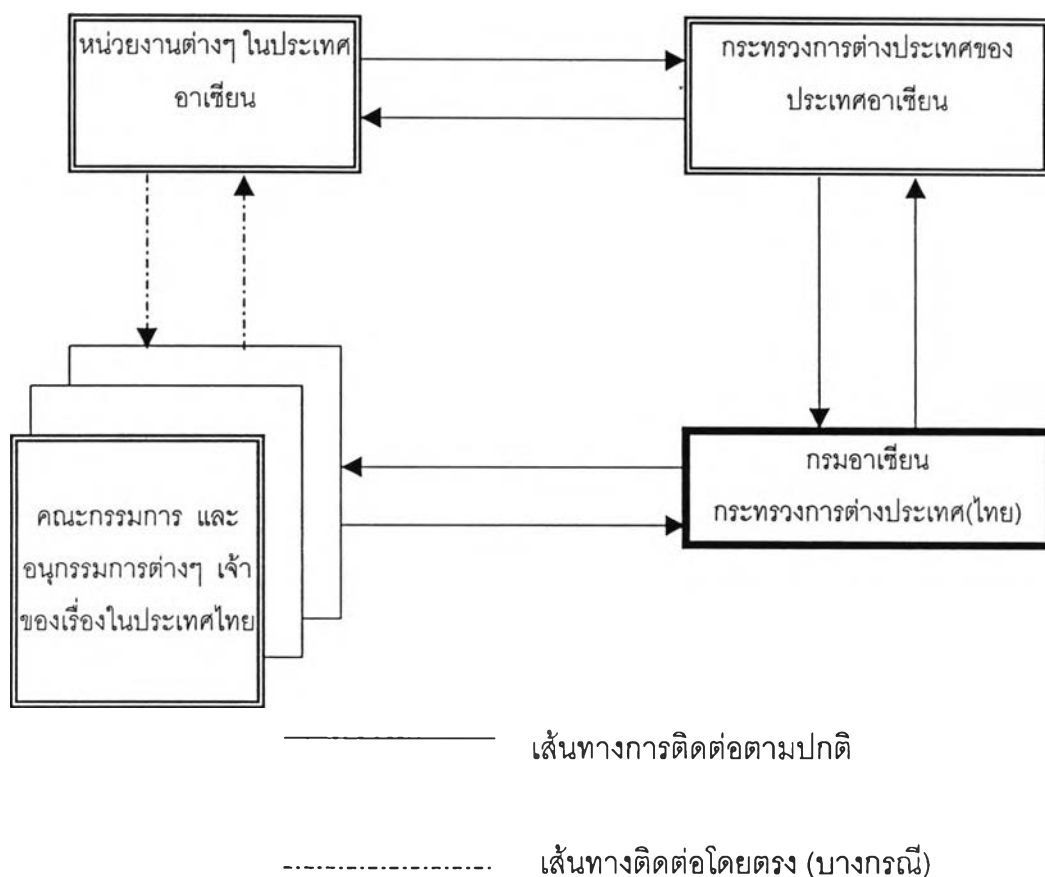 หน่วยงานต่างๆ ในประเทศ
อาเซียน
กระทรวงการต่างประเทศของ
ประเทศอาเซียน
คณะกรรมการ และ
อนุกรรมการต่างๆ เจ้า
ของเรื่องในประเทศไทย
กรมอาเซียน
กระทรวงการต่างประเทศ(ไทย)
เส้นทางการติดต่อตามปกติ
เส้นทางติดต่อโดยตรง (บางกรณี)